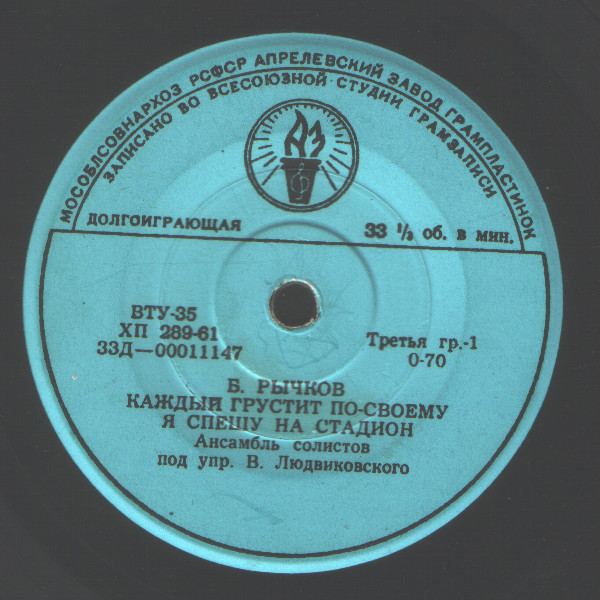 МОСОБЛСОВНАРХОЗ РСФСР АПРЕЛЕВСКИЙ ЗАВОД ГРАМПЛАСТИНОК
ЗАПИСАНО ВО ВСЕСОЮЗНОЙ СТУДИИ ГРАМЗАПИСИ
АЗ
ДОЛГОИГРАЮЩАЯ 33 1/3 об. в мин.
ВТУ-35
ХП 289-61
33Д—00011147
Третья гр.-1
0-70
Б. РЫЧКОВ
КАЖДЫЙ ГРУСТИТ ПО-СВОЕМУ
Я СПЕШУ НА СТАДИОН
Ансамбль солистов
под упр. В. Людвиковского